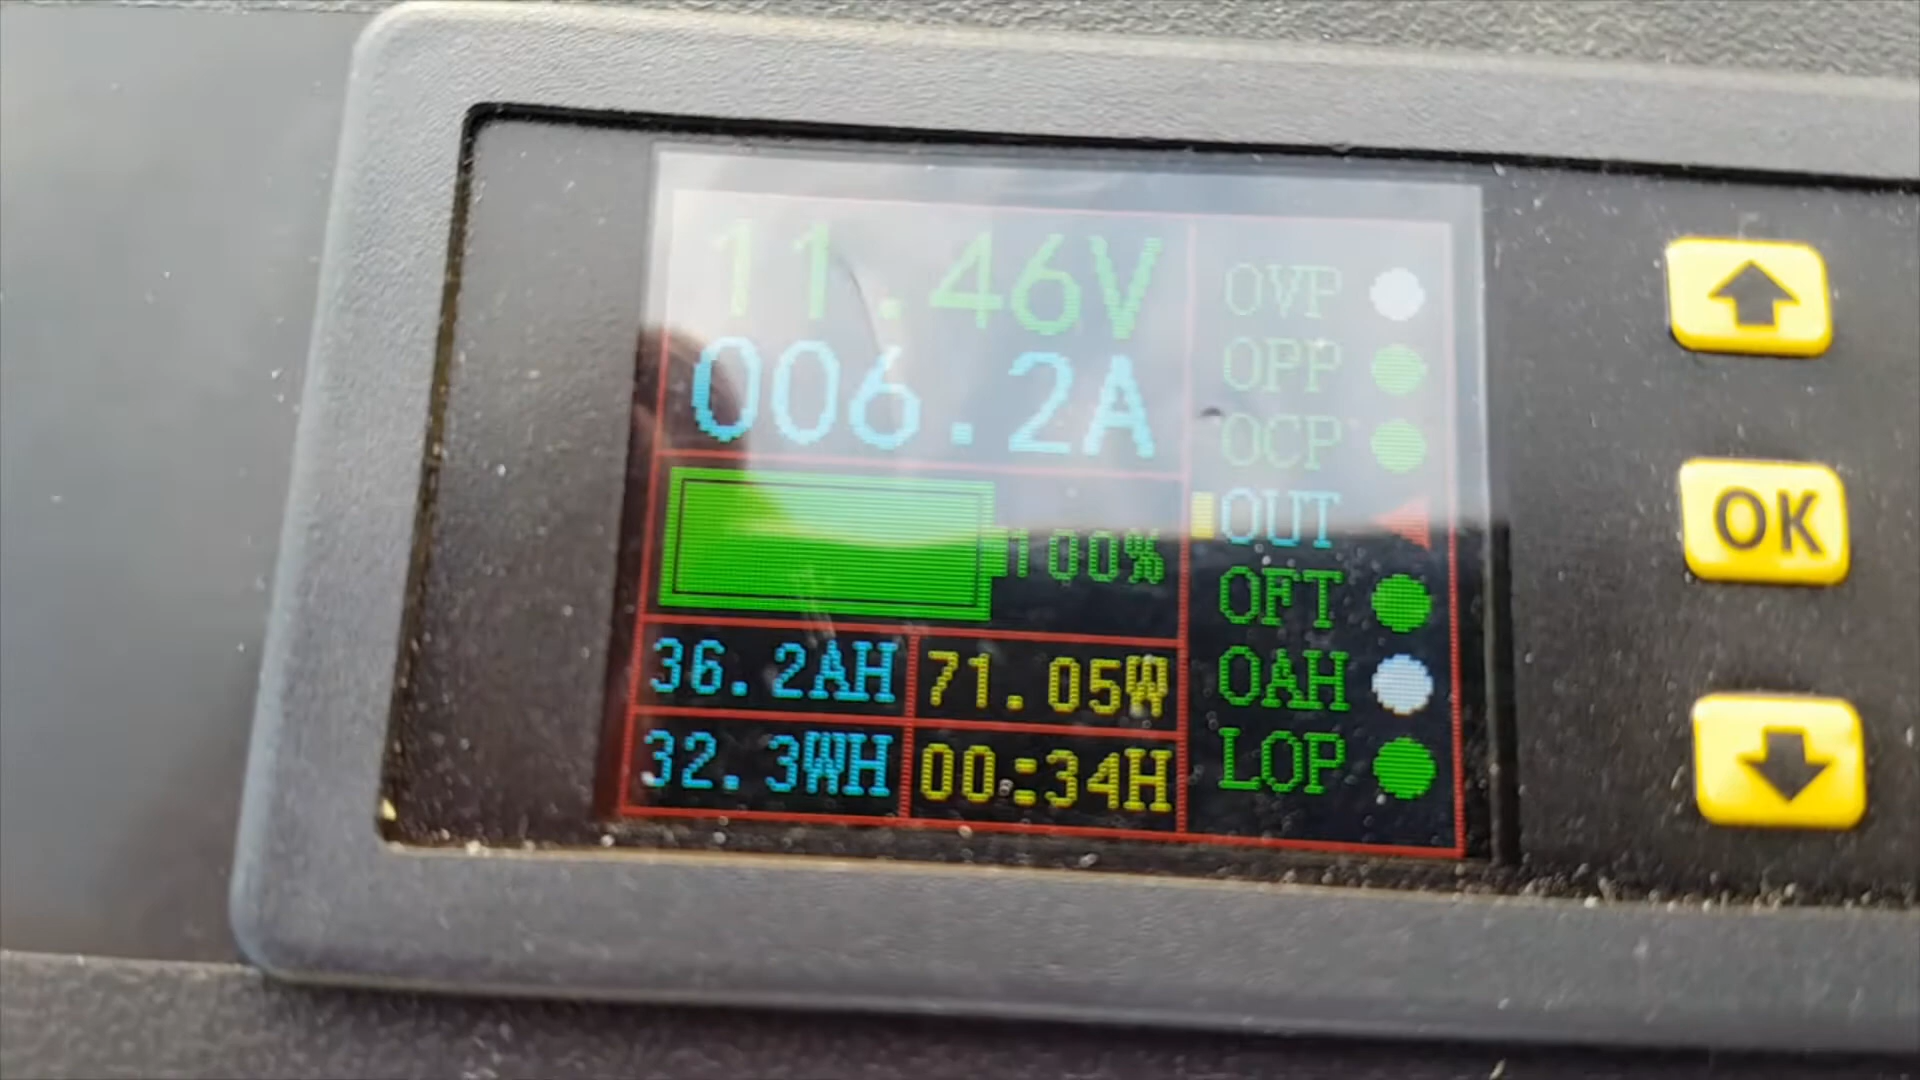 11.46V
006.2A
100%
36.2AH
71.05W
32.3WH
00:34H
OVP
OPP
OCP
OUT
OFT
OAH
LOP
OK